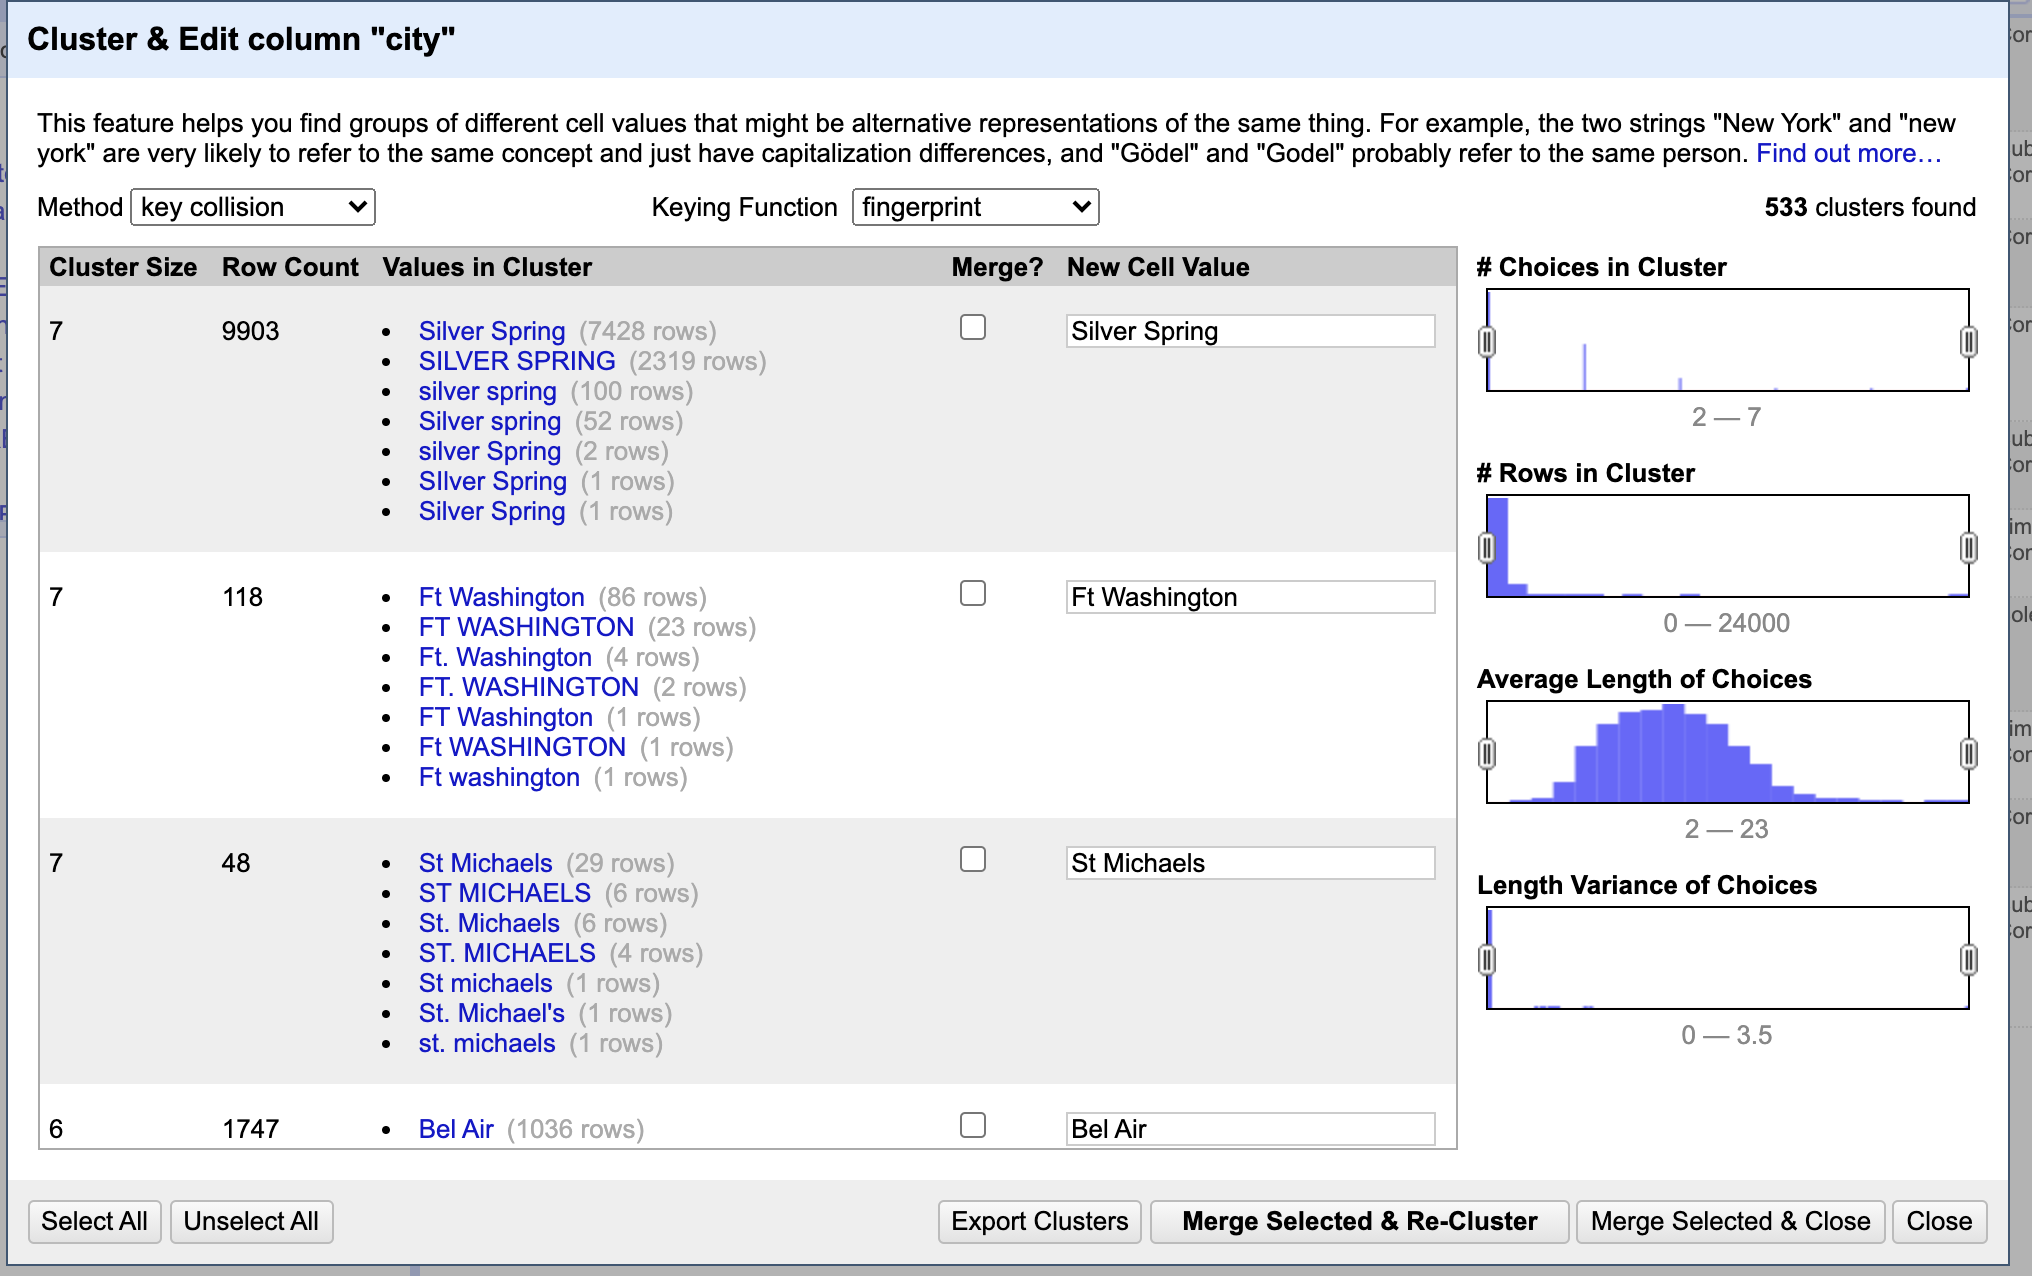 Cluster & Edit column "city"
This feature helps you find groups of different cell values that might be alternative representations of the same thing. For example, the two strings "New York" and "new
york" are very likely to refer to the same concept and just have capitalization differences, and "Gödel" and "Godel" probably refer to the same person. Find out more…
Method key collision Keying Function fingerprint 533 clusters found
Cluster Size Row Count Values in Cluster Merge? New Cell Value
7 9903 • Silver Spring (7428 rows) Silver Spring
• SILVER SPRING (2319 rows)
• silver spring (100 rows)
• Silver spring (52 rows)
• silver Spring (2 rows)
• SIlver Spring (1 rows)
• Silver Spring (1 rows)
7 118 • Ft Washington (86 rows) Ft Washington
• FT WASHINGTON (23 rows)
• Ft. Washington (4 rows)
• FT. WASHINGTON (2 rows)
• FT Washington (1 rows)
• Ft WASHINGTON (1 rows)
• Ft washington (1 rows)
7 48 • St Michaels (29 rows) St Michaels
• ST MICHAELS (6 rows)
• St. Michaels (6 rows)
• ST. MICHAELS (4 rows)
• St michaels (1 rows)
• St. Michael's (1 rows)
• st. michaels (1 rows)
6 1747 • Bel Air (1036 rows) Bel Air
# Choices in Cluster
2 — 7
# Rows in Cluster
0 — 24000
Average Length of Choices
2 — 23
Length Variance of Choices
0 — 3.5
Select All Unselect All Export Clusters Merge Selected & Re-Cluster Merge Selected & Close Close